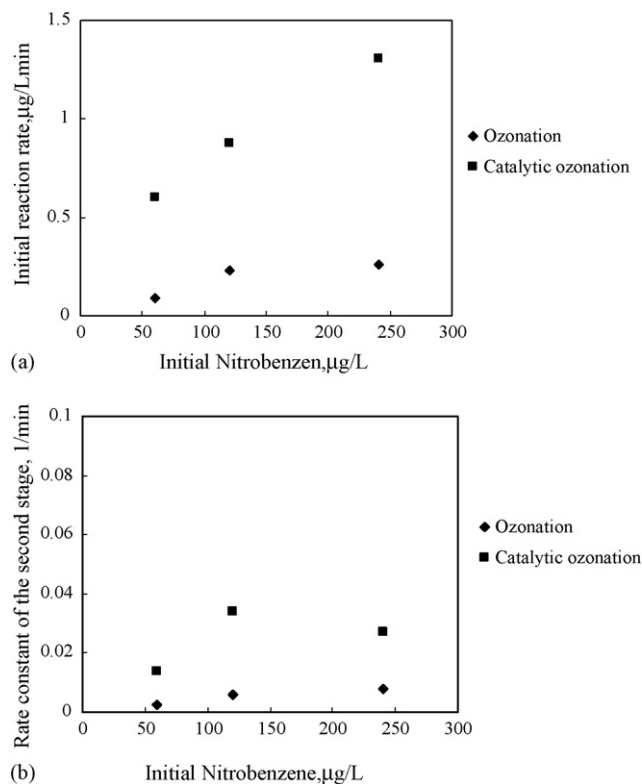 1.5
1
0.5
0
0 50 100 150 200 250 300
Initial reaction rate,µg/Lmin
Initial Nitrobenzen,µg/L
Ozonation
Catalytic ozonation
(a)
0.1
0.08
0.06
0.04
0.02
0
0 50 100 150 200 250 300
Rate constant of the second stage, 1/min
Initial Nitrobenzene,µg/L
Ozonation
Catalytic ozonation
(b)